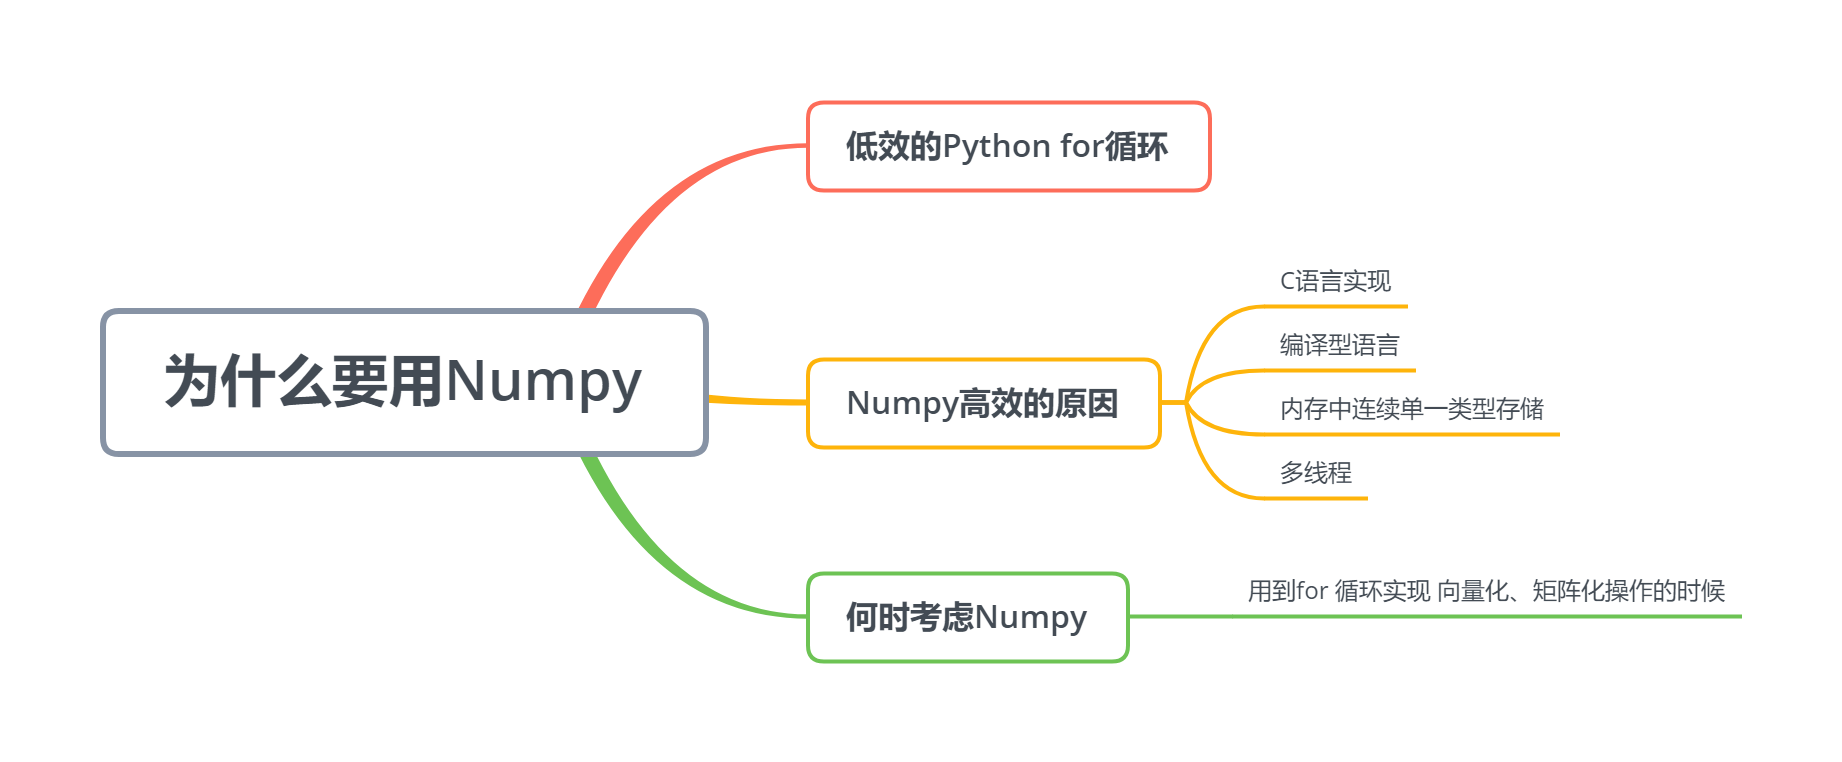 为什么要用Numpy
低效的Python for循环
Numpy高效的原因
C语言实现
编译型语言
内存中连续单一类型存储
多线程
何时考虑Numpy
用到for 循环实现 向量化、矩阵化操作的时候